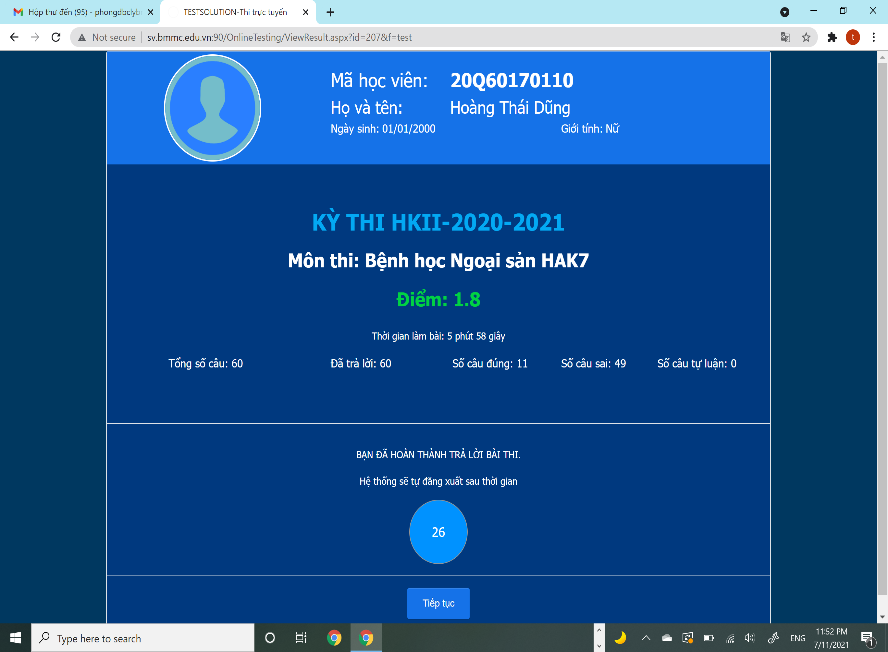 Hộp thư đến (95) - phongdbclybm
TESTSOLUTION-Thi trực tuyến
Not secure
sv.bmmc.edu.vn:90/OnlineTesting/ViewResult.aspx?id=207&f=test
t
Mã học viên: 20Q60170110
Họ và tên: Hoàng Thái Dũng
Ngày sinh: 01/01/2000 Giới tính: Nữ
KỲ THI HKII-2020-2021
Môn thi: Bệnh học Ngoại sản HAK7
Điểm: 1.8
Thời gian làm bài: 5 phút 58 giây
Tổng số câu: 60 Đã trả lời: 60 Số câu đúng: 11 Số câu sai: 49 Số câu tự luận: 0
BẠN ĐÃ HOÀN THÀNH TRẢ LỜI BÀI THI.
Hệ thống sẽ tự đăng xuất sau thời gian
26
Tiếp tục
Type here to search
ENG
11:52 PM
7/11/2021
1